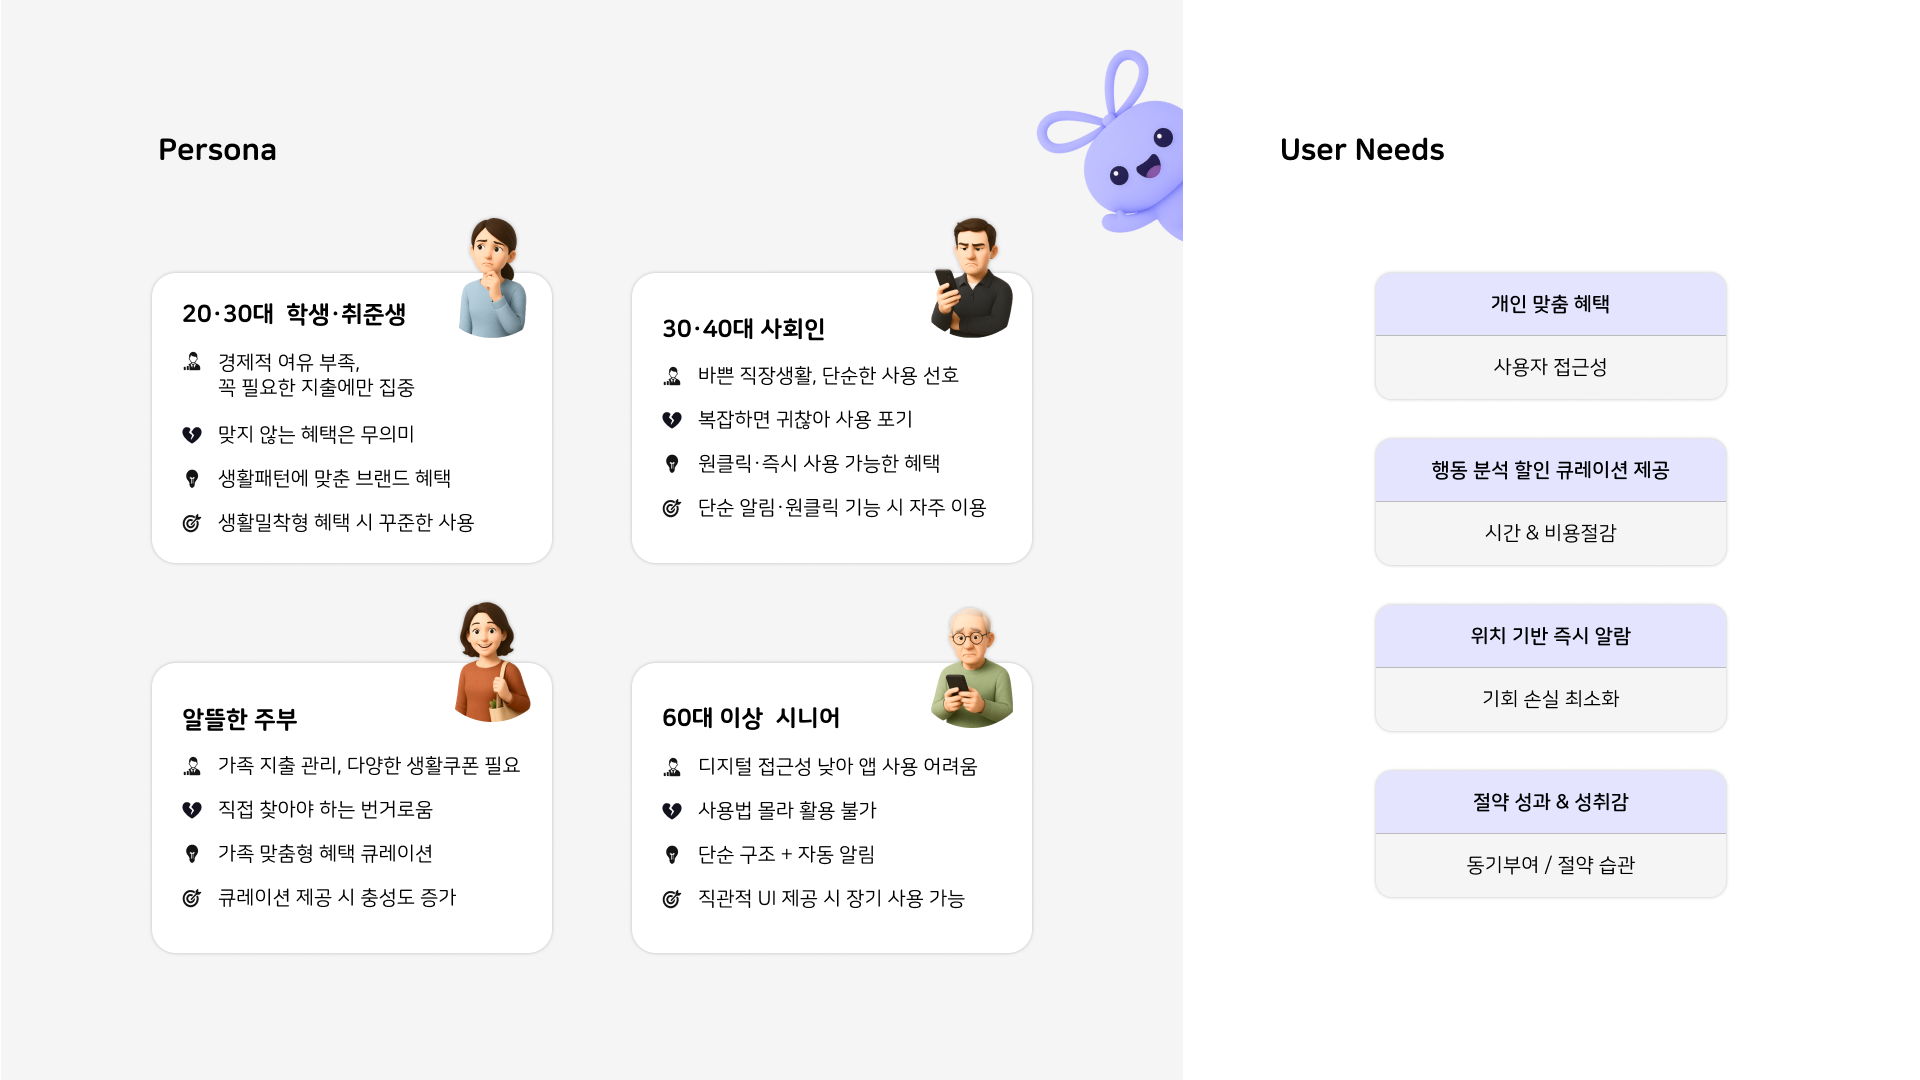 Persona
20·30대 학생·취준생
경제적 여유 부족,
꼭 필요한 지출에만 집중
맞지 않는 혜택은 무의미
생활패턴에 맞춘 브랜드 혜택
생활밀착형 혜택 시 꾸준한 사용
30·40대 사회인
바쁜 직장생활, 단순한 사용 선호
복잡하면 귀찮아 사용 포기
원클릭·즉시 사용 가능한 혜택
단순 알림·원클릭 기능 시 자주 이용
알뜰한 주부
가족 지출 관리, 다양한 생활쿠폰 필요
직접 찾아야 하는 번거로움
가족 맞춤형 혜택 큐레이션
큐레이션 제공 시 충성도 증가
60대 이상 시니어
디지털 접근성 낮아 앱 사용 어려움
사용법 몰라 활용 불가
단순 구조 + 자동 알림
직관적 UI 제공 시 장기 사용 가능
User Needs
개인 맞춤 혜택
사용자 접근성
행동 분석 할인 큐레이션 제공
시간 & 비용절감
위치 기반 즉시 알람
기회 손실 최소화
절약 성과 & 성취감
동기부여 / 절약 습관